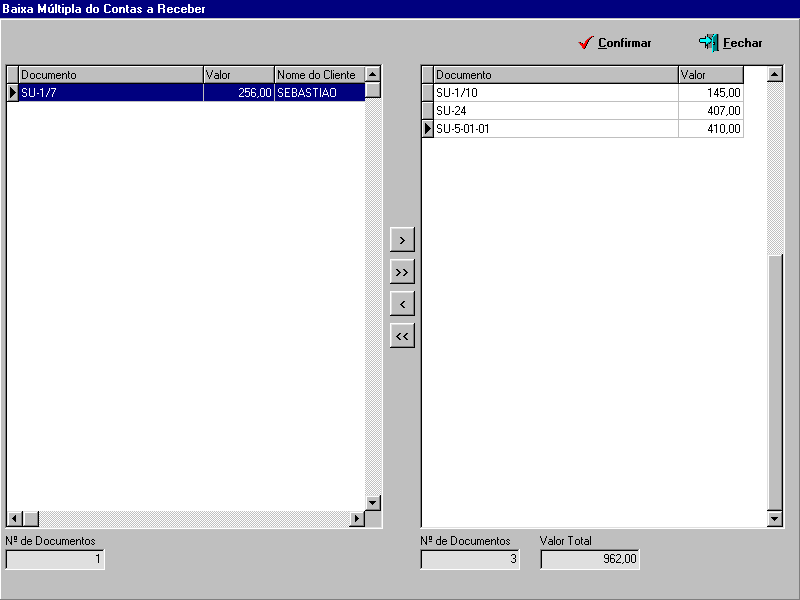 Baixa Múltipla do Contas a Receber
Confirmar Fechar
Documento Valor Nome do Cliente
SU-1/7 256,00 SEBASTIAO
Documento Valor
SU-1/10 145,00
SU-24 407,00
SU-5-01-01 410,00
>
>>
<
<<
Nº de Documentos
1
Nº de Documentos Valor Total
3 962,00